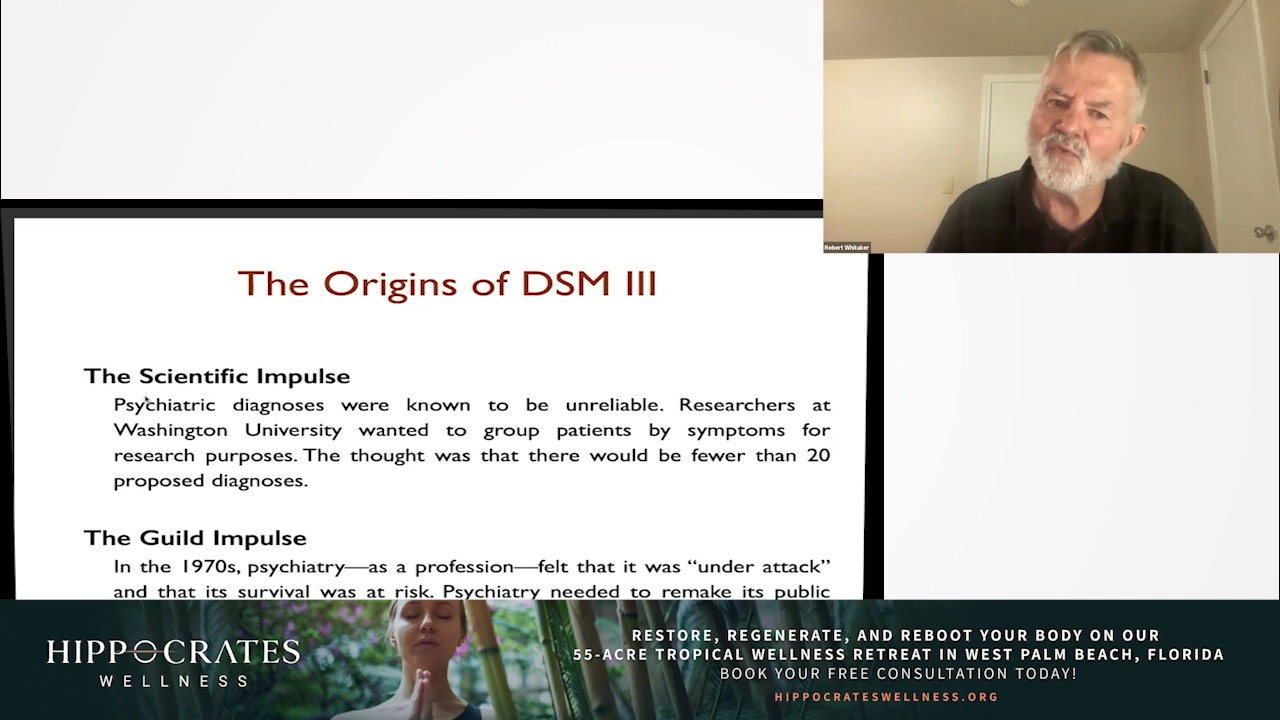 Robert Whitaker
The Origins of DSM III
The Scientific Impulse
Psychiatric diagnoses were known to be unreliable. Researchers at
Washington University wanted to group patients by symptoms for
research purposes. The thought was that there would be fewer than 20
proposed diagnoses.
The Guild Impulse
In the 1970s, psychiatry—as a profession—felt that it was “under attack”
and that its survival was at risk. Psychiatry needed to remake its public
HIPPOCRATES
WELLNESS
RESTORE, REGENERATE, AND REBOOT YOUR BODY ON OUR
55-ACRE TROPICAL WELLNESS RETREAT IN WEST PALM BEACH, FLORIDA
BOOK YOUR FREE CONSULTATION TODAY!
HIPPOCRATESWELLNESS.ORG